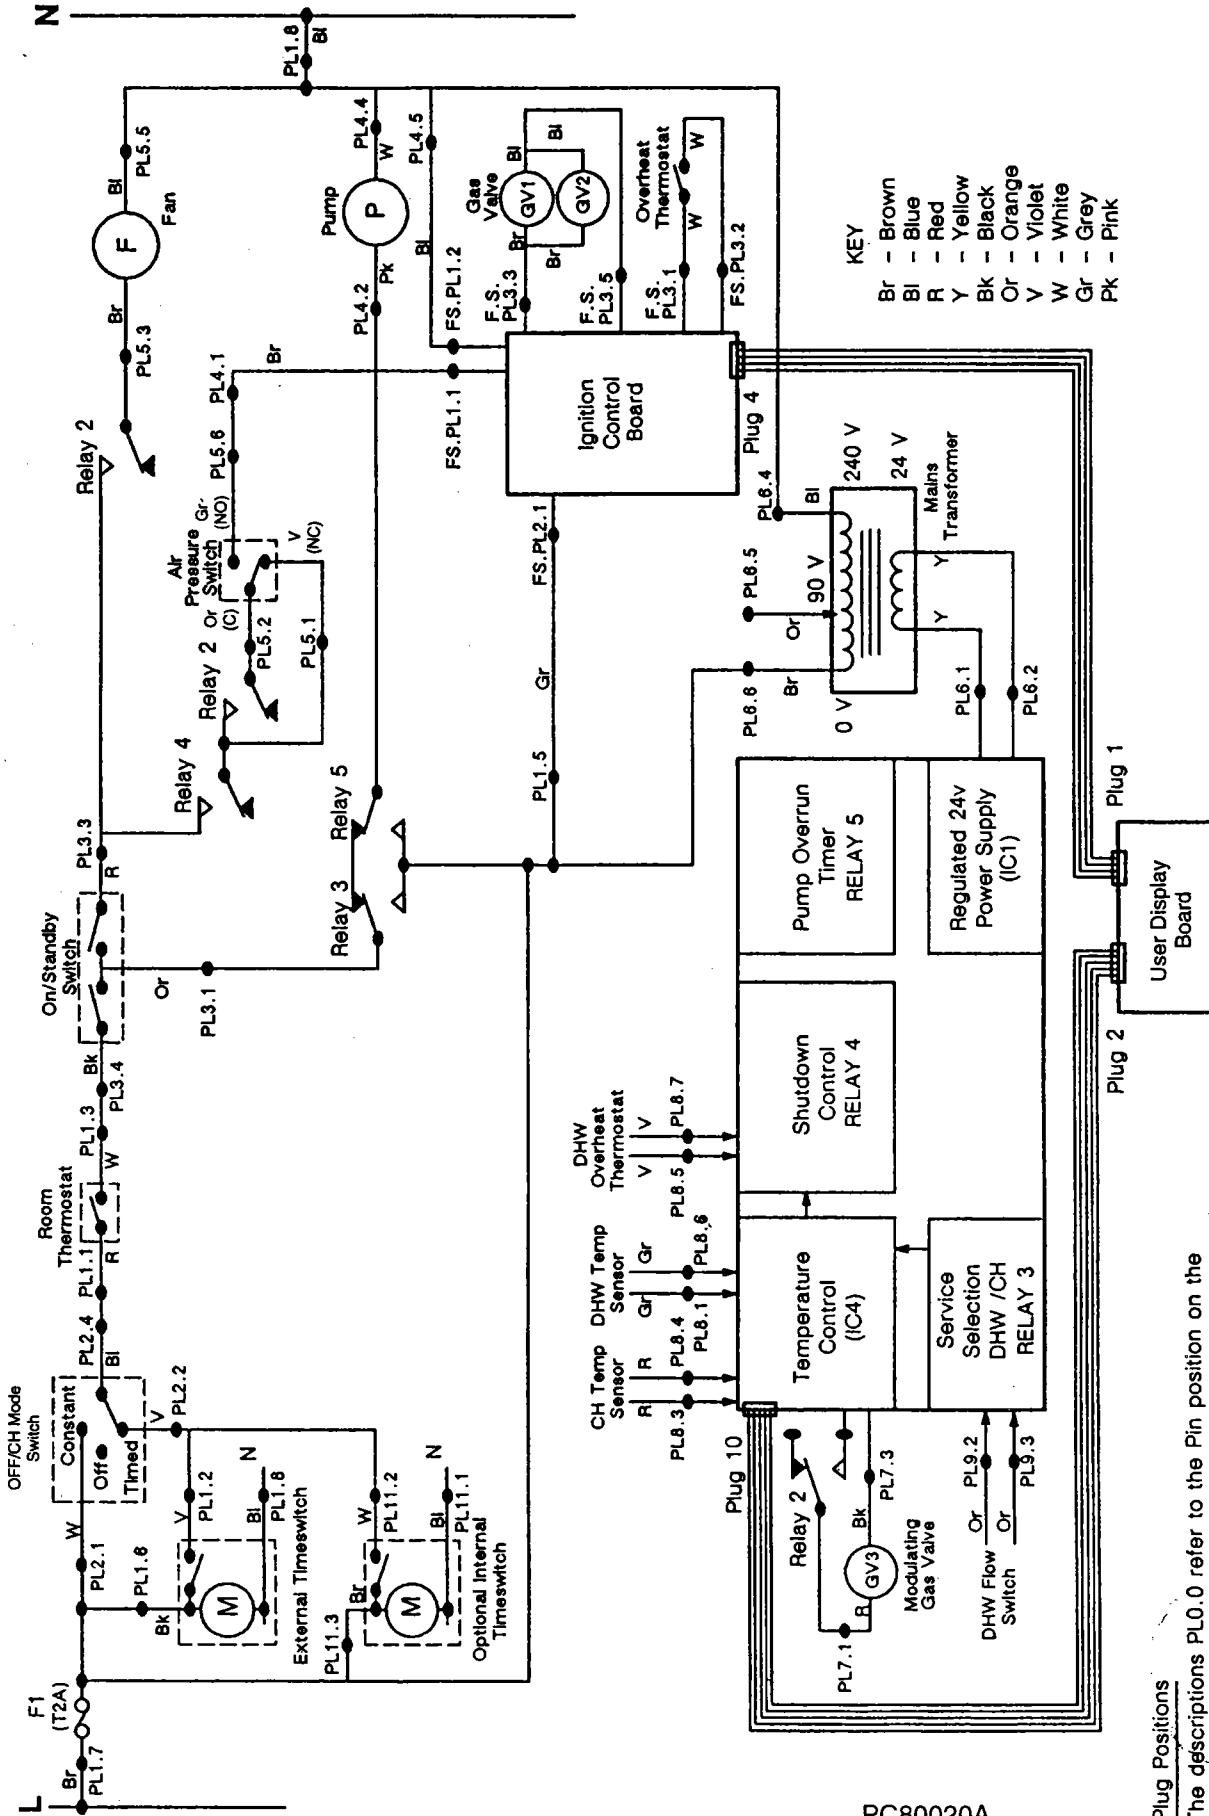 L
Br
PL1.7
F1
(T2A)
PL2.1
W
PL1.6
Bk
OFF/CH Mode
Switch
Constant
Off
Timed
V
PL2.2
Bl
PL2.4
PL1.1
R
Room
Thermostat
W
PL1.3
PL3.4
Bk
On/Standby
Switch
R
PL3.3
Or
PL3.1
V
PL1.2
Bl
PL1.8
N
M
External Timeswitch
PL11.3
Br
W
PL11.2
Bl
PL11.1
N
M
Optional Internal
Timeswitch
Relay 4
Relay 2
Or
(C)
PL5.2
PL5.1
Air
Pressure
Switch
Gr
(NO)
V
(NC)
PL5.6
PL4.1
Br
Relay 2
PL5.3
Br
F
Fan
Bl
PL5.5
N
PL1.8
Bl
Relay 3
Relay 5
PL4.2
Pk
P
Pump
W
PL4.4
PL4.5
Bl
FS.PL1.2
FS.PL1.1
PL1.5
Gr
FS.PL2.1
Ignition
Control
Board
Plug 4
F.S.
PL3.3
Br
Br
Gas
Valve
GV1
GV2
Bl
Bl
F.S.
PL3.5
F.S.
PL3.1
W
Overheat
Thermostat
W
FS.PL3.2
PL6.6
Br
Or
PL6.5
PL6.4
Bl
0 V
90 V
240 V
24 V
Mains
Transformer
Y
Y
PL6.1
PL6.2
CH Temp
Sensor
R
R
PL8.3
PL8.4
DHW Temp
Sensor
Gr
Gr
PL8.1
PL8.6
DHW
Overheat
Thermostat
V
V
PL8.5
PL8.7
Plug 10
Temperature
Control
(IC4)
Shutdown
Control
RELAY 4
Pump Overrun
Timer
RELAY 5
Service
Selection
DHW /CH
RELAY 3
Regulated 24v
Power Supply
(IC1)
Relay 2
PL7.1
R
GV3
Bk
PL7.3
Modulating
Gas Valve
DHW Flow
Switch
Or
PL9.2
Or
PL9.3
Plug 2
Plug 1
User Display
Board
KEY
Br – Brown
Bl – Blue
R – Red
Y – Yellow
Bk – Black
Or – Orange
V – Violet
W – White
Gr – Grey
Pk – Pink
Plug Positions
The descriptions PL0.0 refer to the Pin position on the
PC80020A